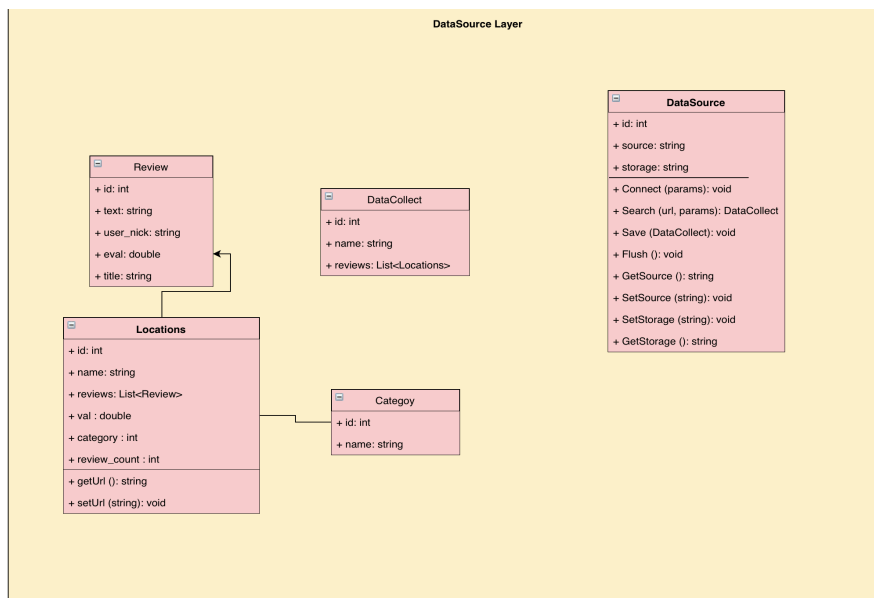 DataSource Layer
Review
+ id: int
+ text: string
+ user_nick: string
+ eval: double
+ title: string
DataCollect
+ id: int
+ name: string
+ reviews: List<Locations>
DataSource
+ id: int
+ source: string
+ storage: string
+ Connect (params): void
+ Search (url, params): DataCollect
+ Save (DataCollect): void
+ Flush (): void
+ GetSource (): string
+ SetSource (string): void
+ SetStorage (string): void
+ GetStorage (): string
Locations
+ id: int
+ name: string
+ reviews: List<Review>
+ val : double
+ category : int
+ review_count : int
+ getUrl (): string
+ setUrl (string): void
Categoy
+ id: int
+ name: string